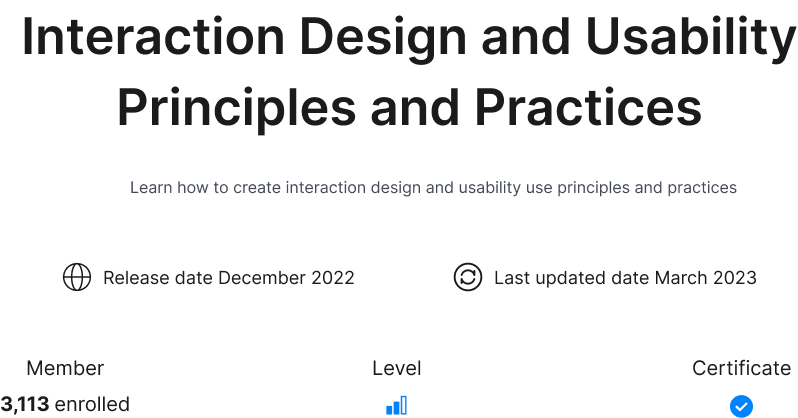 Interaction Design and Usability
Principles and Practices
Learn how to create interaction design and usability use principles and practices
Release date December 2022
Last updated date March 2023
Member
Level
Certificate
3,113 enrolled